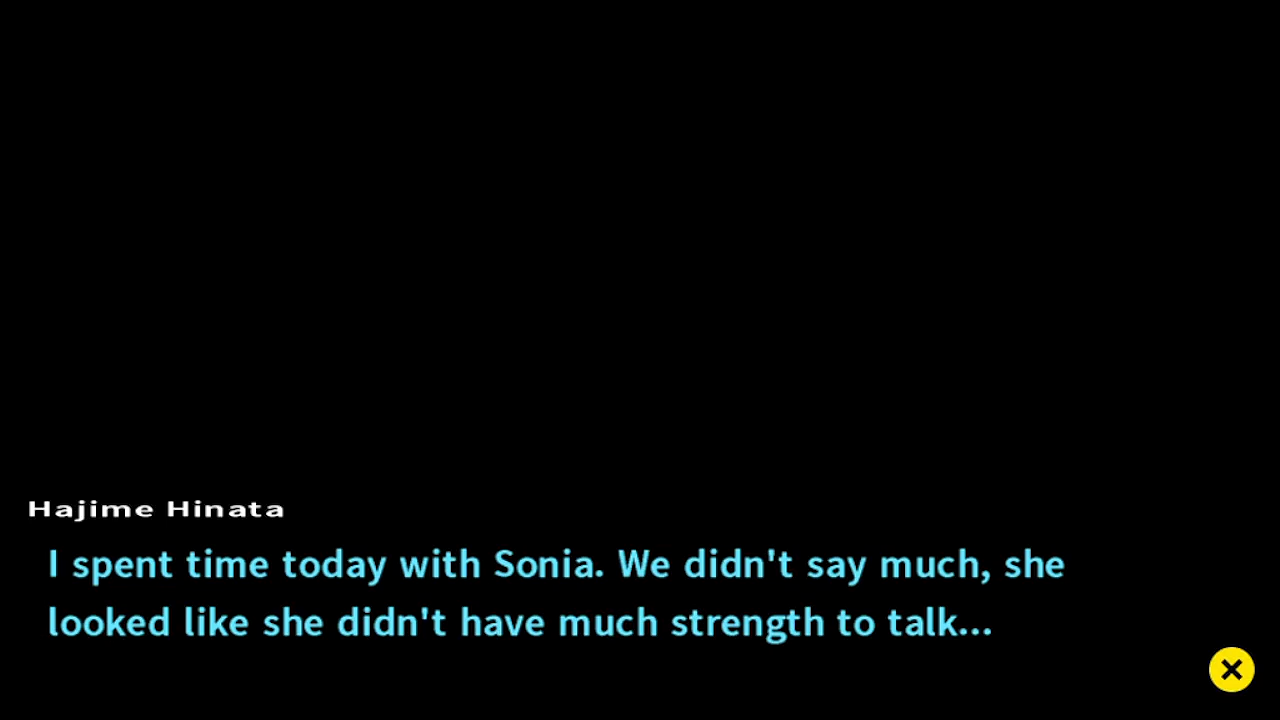 Hajime Hinata
I spent time today with Sonia. We didn't say much, she
looked like she didn't have much strength to talk...